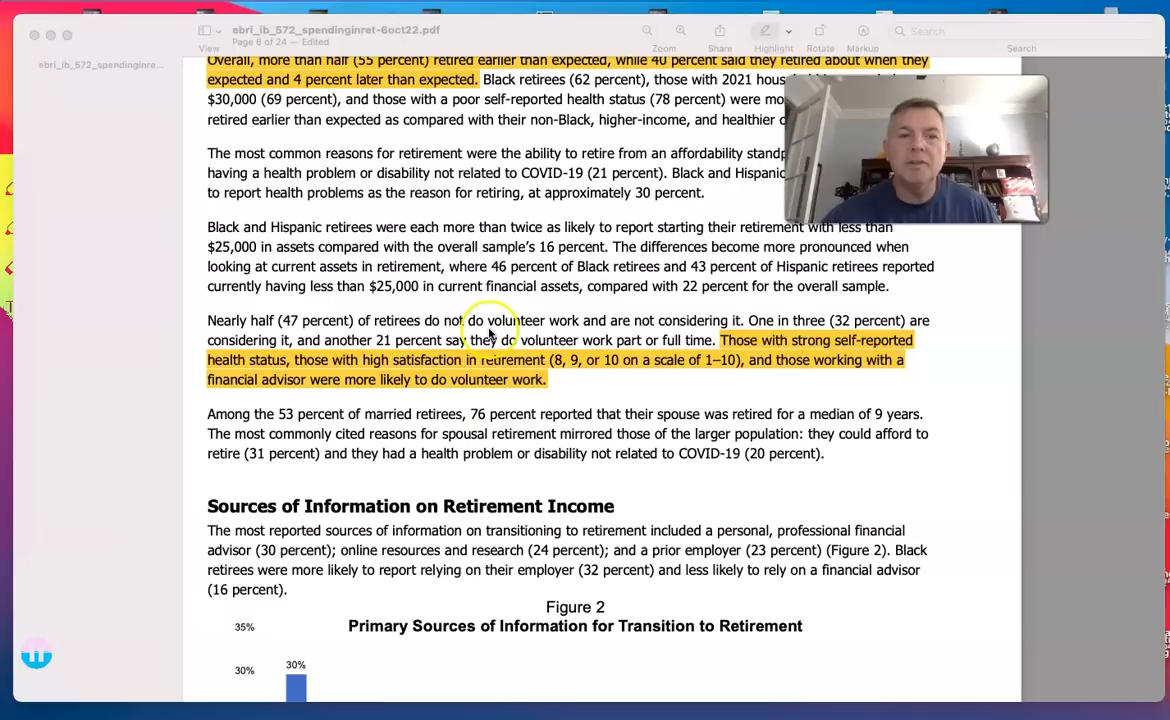 ebri_ib_572_spendinginret-6oct22.pdf
Page 6 of 24 — Edited
View
Zoom
Share
Highlight
Rotate
Markup
Search
Search
ebri_ib_572_spendinginre...
Overall, more than half (55 percent) retired earlier than expected, while 40 percent said they retired about when they
expected and 4 percent later than expected. Black retirees (62 percent), those with 2021
$30,000 (69 percent), and those with a poor self-reported health status (78 percent) were
retired earlier than expected as compared with their non-Black, higher-income, and healthier
The most common reasons for retirement were the ability to retire from an affordability
having a health problem or disability not related to COVID-19 (21 percent). Black and
to report health problems as the reason for retiring, at approximately 30 percent.
Black and Hispanic retirees were each more than twice as likely to report starting their retirement with less than
$25,000 in assets compared with the overall sample's 16 percent. The differences become more pronounced when
looking at current assets in retirement, where 46 percent of Black retirees and 43 percent of Hispanic retirees reported
currently having less than $25,000 in current financial assets, compared with 22 percent for the overall sample.
Nearly half (47 percent) of retirees do not do volunteer work and are not considering it. One in three (32 percent) are
considering it, and another 21 percent say they do volunteer work part or full time. Those with strong self-reported
health status, those with high satisfaction in retirement (8, 9, or 10 on a scale of 1–10), and those working with a
financial advisor were more likely to do volunteer work.
Among the 53 percent of married retirees, 76 percent reported that their spouse was retired for a median of 9 years.
The most commonly cited reasons for spousal retirement mirrored those of the larger population: they could afford to
retire (31 percent) and they had a health problem or disability not related to COVID-19 (20 percent).
Sources of Information on Retirement Income
The most reported sources of information on transitioning to retirement included a personal, professional financial
advisor (30 percent); online resources and research (24 percent); and a prior employer (23 percent) (Figure 2). Black
retirees were more likely to report relying on their employer (32 percent) and less likely to rely on a financial advisor
(16 percent).
Figure 2
Primary Sources of Information for Transition to Retirement
35%
30%
30%